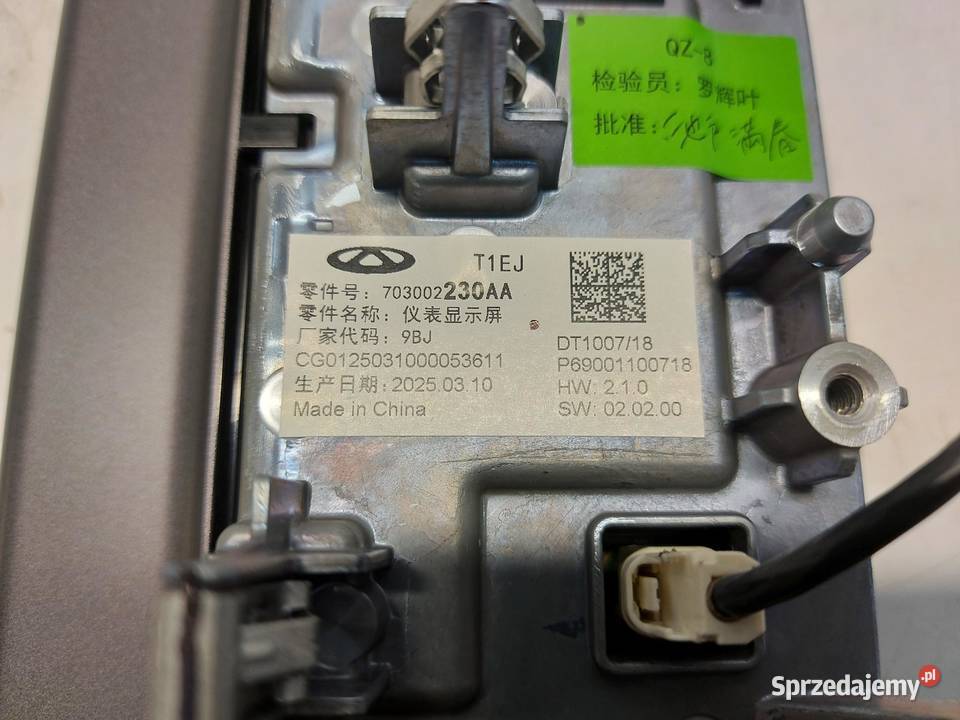 QZ-8
检验员：罗辉叶
批准：
T1EJ
零件号：703002230AA
零件名称：仪表显示屏
厂家代码：9BJ
CG0125031000053611
生产日期：2025.03.10
Made in China
DT1007/18
P69001100718
HW: 2.1.0
SW: 02.02.00
Sprzedajemy.pl